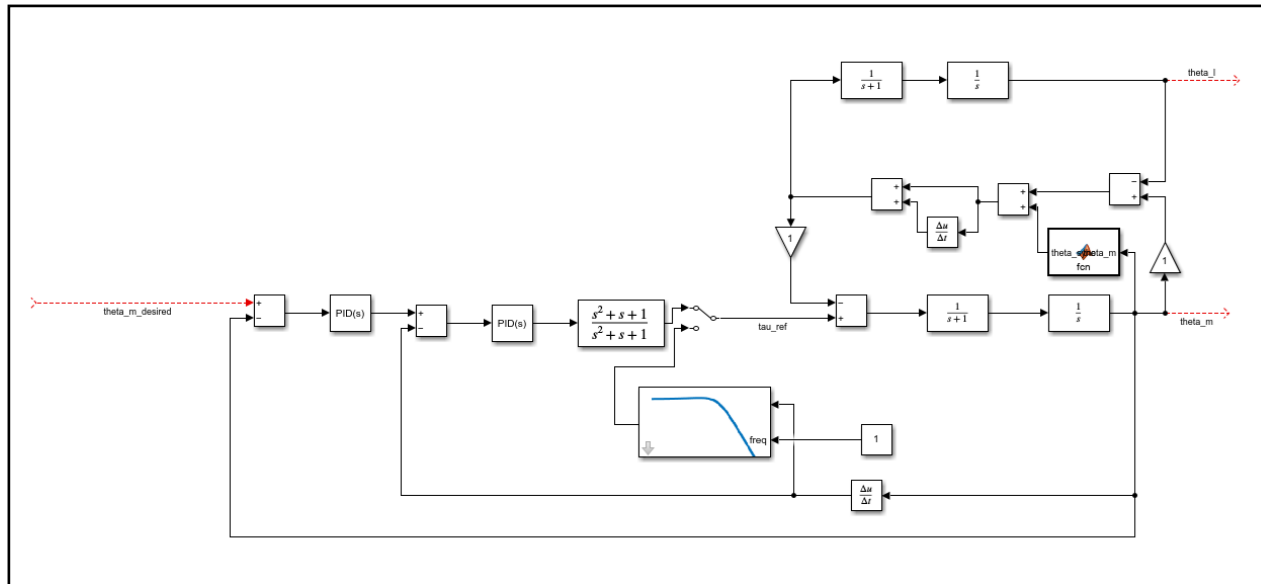 1
s + 1
1
s
theta_l
−
+
+
+
+
+
Δu
Δt
1
fcn
1
theta_m_desired
+
−
PID(s)
+
−
PID(s)
s² + s + 1
s² + s + 1
tau_ref
−
+
1
s + 1
1
s
theta_m
freq
1
Δu
Δt